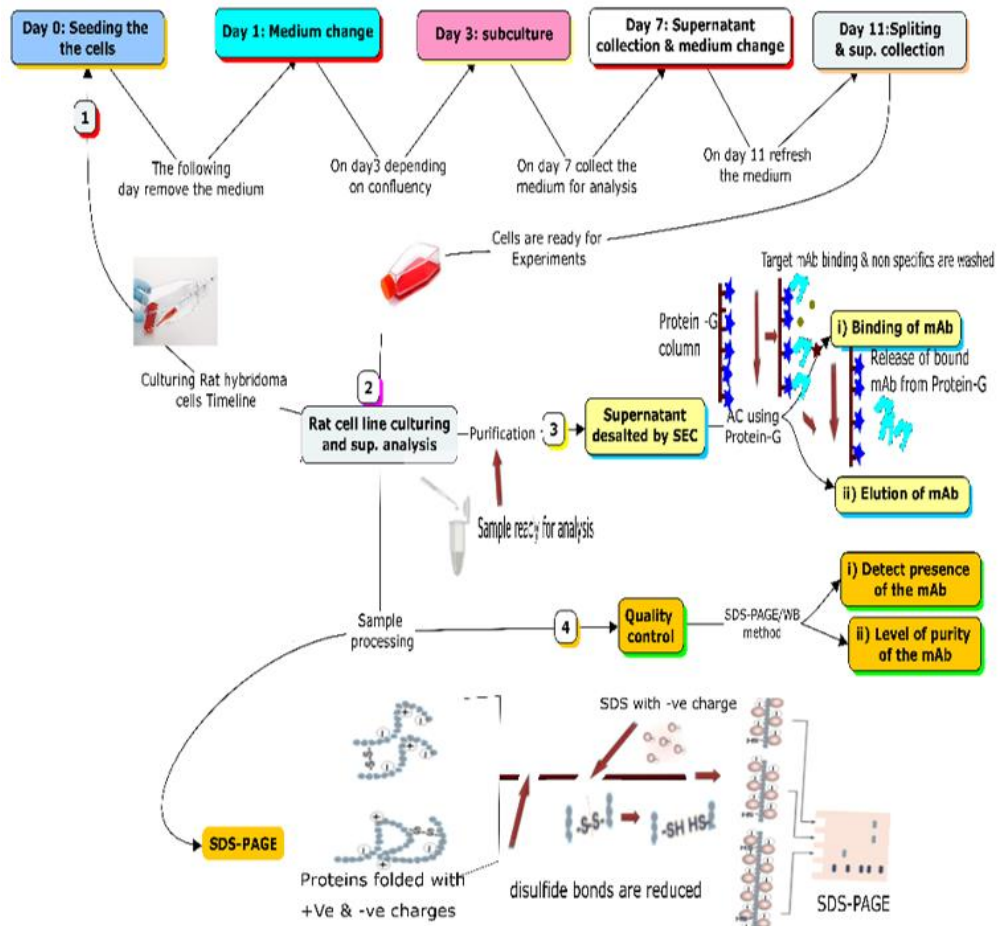 Day 0: Seeding the
the cells
Day 1: Medium change
Day 3: subculture
Day 7: Supernatant
collection & medium change
Day 11:Spliting
& sup. collection
1
The following
day remove the medium
On day3 depending
on confluency
On day 7 collect the
medium for analysis
On day 11 refresh
the medium
Cells are ready for
Experiments
Culturing Rat hybridoma
cells Timeline
2
Rat cell line culturing
and sup. analysis
Purification
3
Supernatant
desalted by SEC
AC using
Protein-G
Protein -G
column
Target mAb binding & non specifics are washed
i) Binding of mAb
Release of bound
mAb from Protein-G
ii) Elution of mAb
Sample ready for analysis
Sample
processing
4
Quality
control
SDS-PAGE/WB
method
i) Detect presence
of the mAb
ii) Level of purity
of the mAb
SDS-PAGE
Proteins folded with
+Ve & -ve charges
SDS with -ve charge
-S-S-
-SH HS-
disulfide bonds are reduced
SDS-PAGE